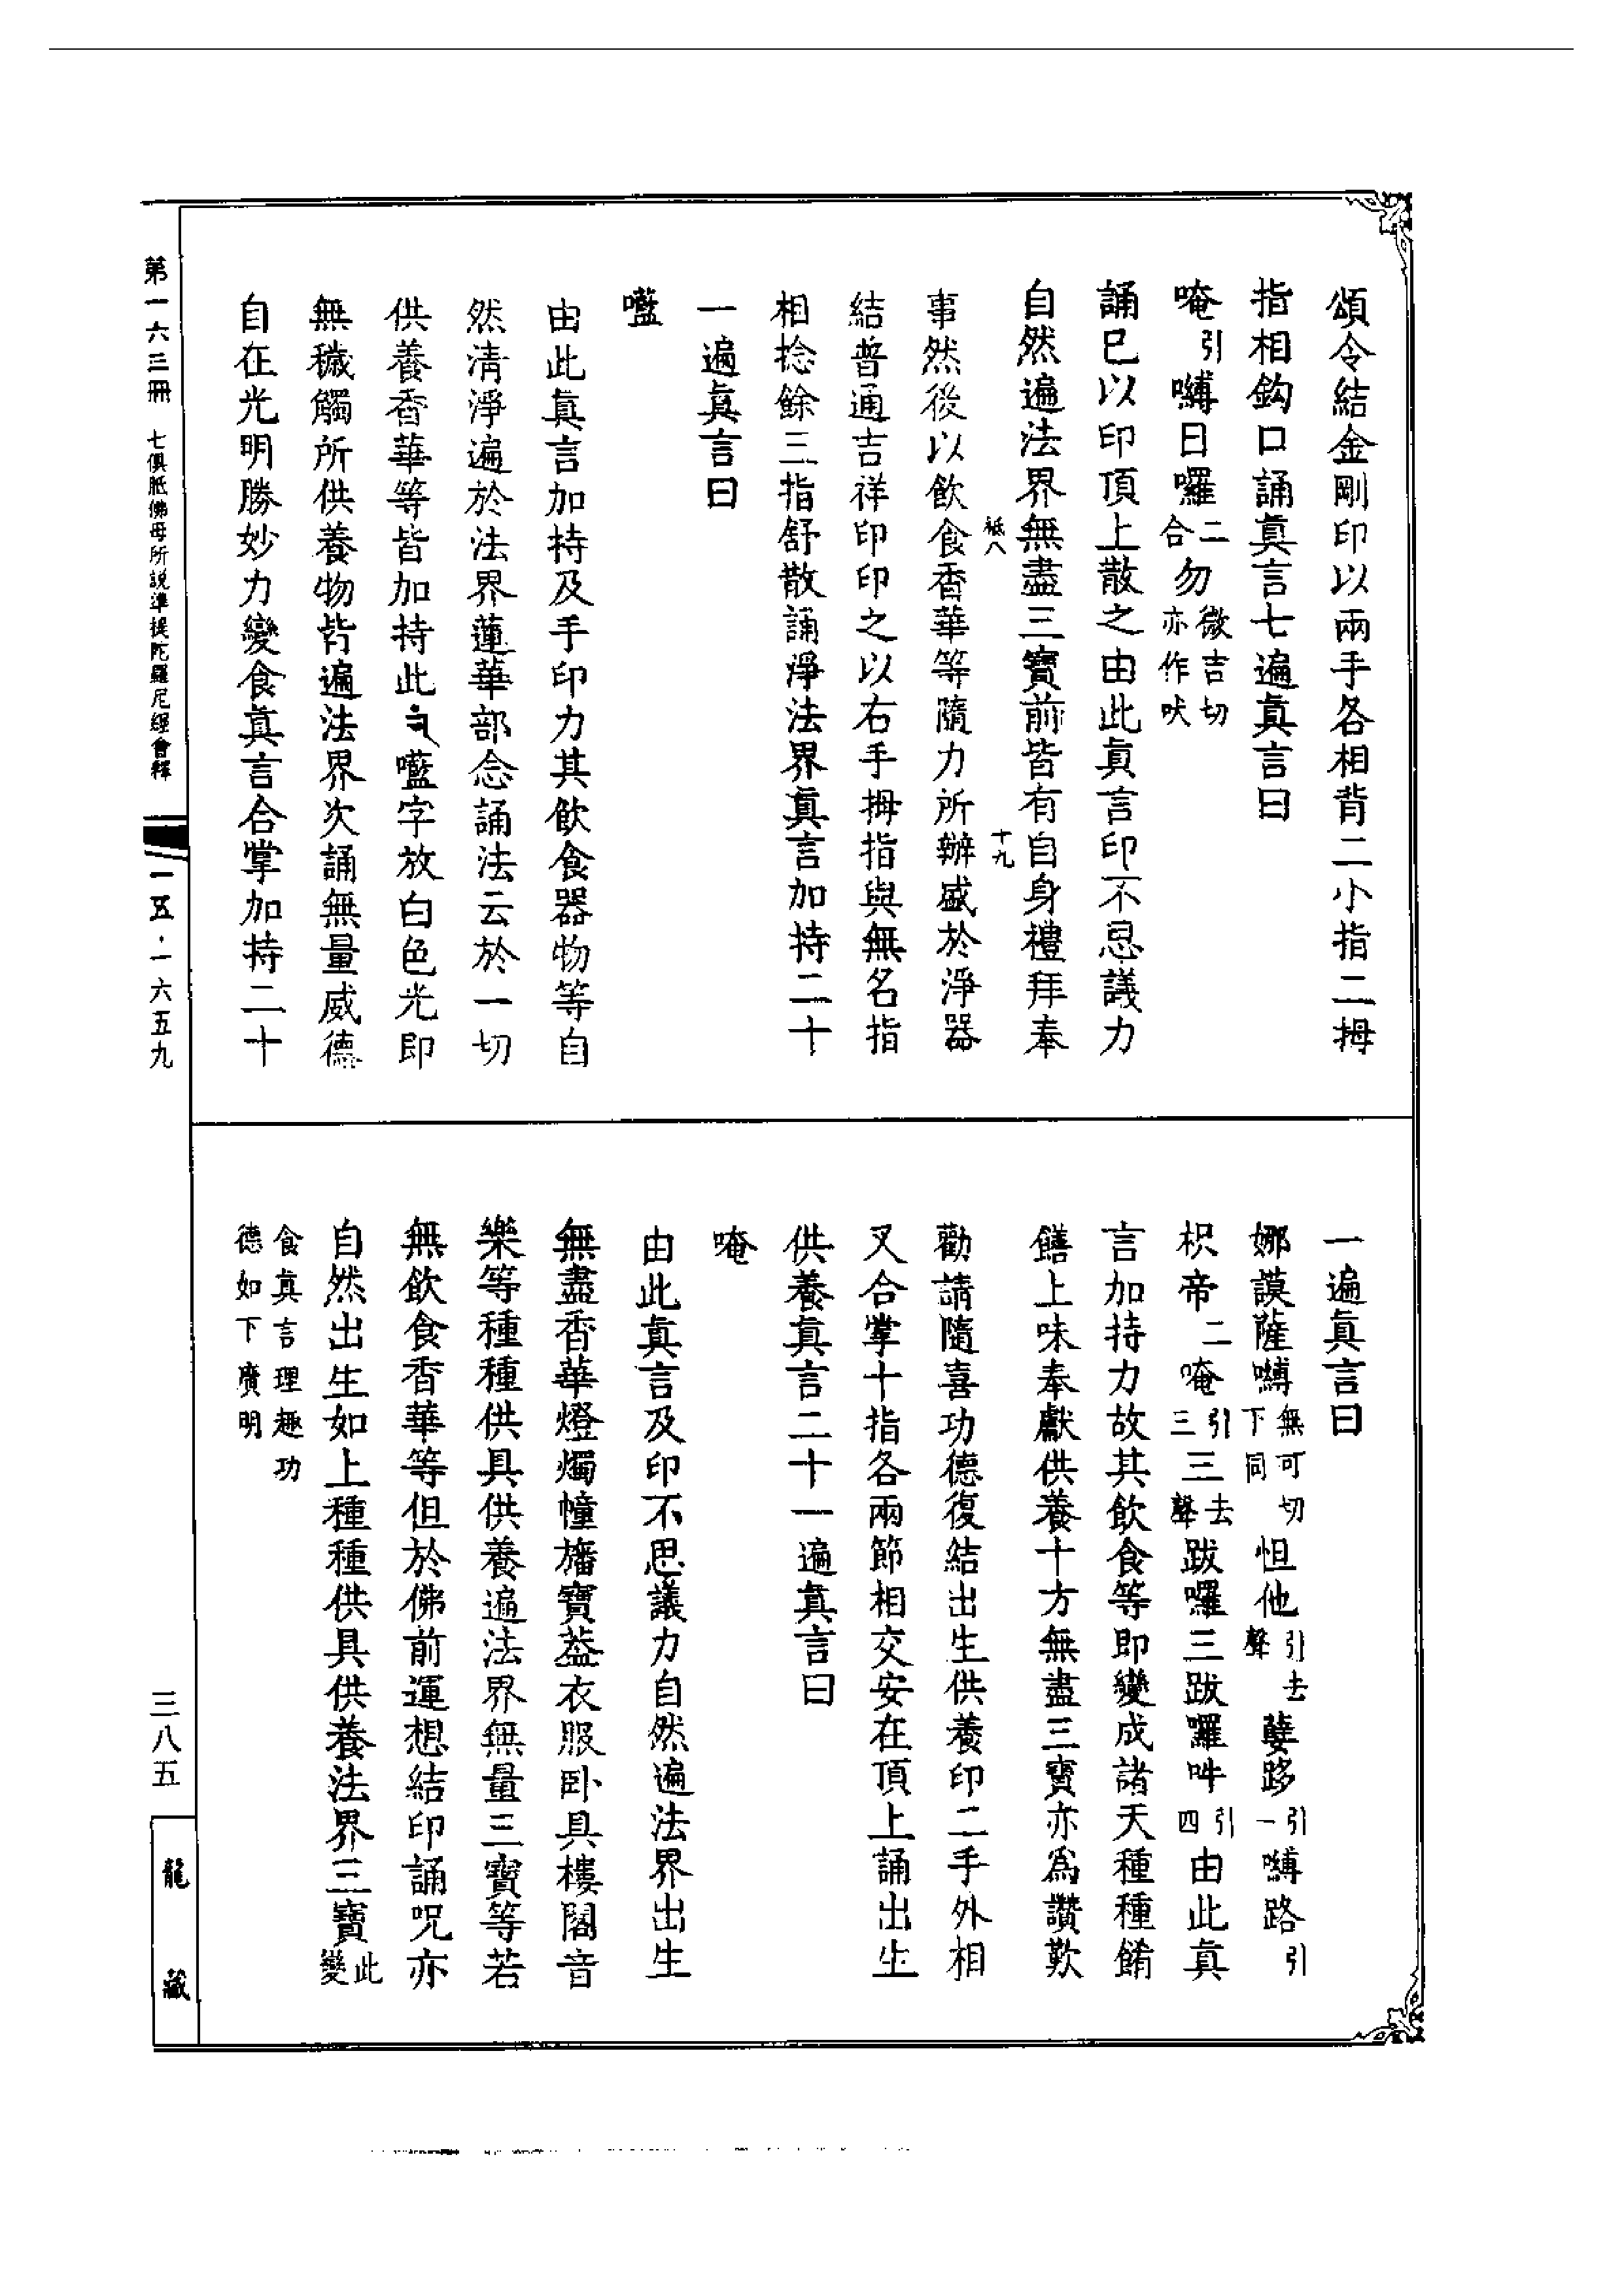 頌令結金剛印以兩手各相背二小指二拇
指相鈎口誦真言七遍真言曰
唵引嚩日囉二合勿微吉切亦作吠
誦已以印頂上散之由此真言印不思議力
自然遍法界無盡三寶前皆有自身禮拜奉
祇八 十九
事然後以飲食香華等隨力所辦盛於淨器
結普通吉祥印印之以右手拇指與無名指
相捻餘三指舒散誦淨法界真言加持二十
一遍真言曰
㘕
由此真言加持及手印力其飲食器物等自
然清淨遍於法界蓮華部念誦法云於一切
供養香華等皆加持此㘕字放白色光即
無穢觸所供養物皆遍法界次誦無量威德
自在光明勝妙力變食真言合掌加持二十
一遍真言曰
娜謨薩嚩無可切下同怛他引去聲孽跢引一嚩路引
枳帝二唵引三三去聲跋囉三跋囉吽引四由此真
言加持力故其飲食等即變成諸天種種餚
饍上味奉獻供養十方無盡三寶亦為讚歎
勸請隨喜功德復結出生供養印二手外相
叉合掌十指各兩節相交安在頂上誦出生
供養真言二十一遍真言曰
唵
由此真言及印不思議力自然遍法界出生
無盡香華燈燭幢旛寶蓋衣服卧具樓閣音
樂等種種供具供養遍法界無量三寶等若
無飲食香華等但於佛前運想結印誦呪亦
自然出生如上種種供具供養法界三寶此變
食真言理趣功
德如下廣明
第一六三冊 七俱胝佛母所說準提陀羅尼經會釋
一五·一六五九
三八五
龍藏